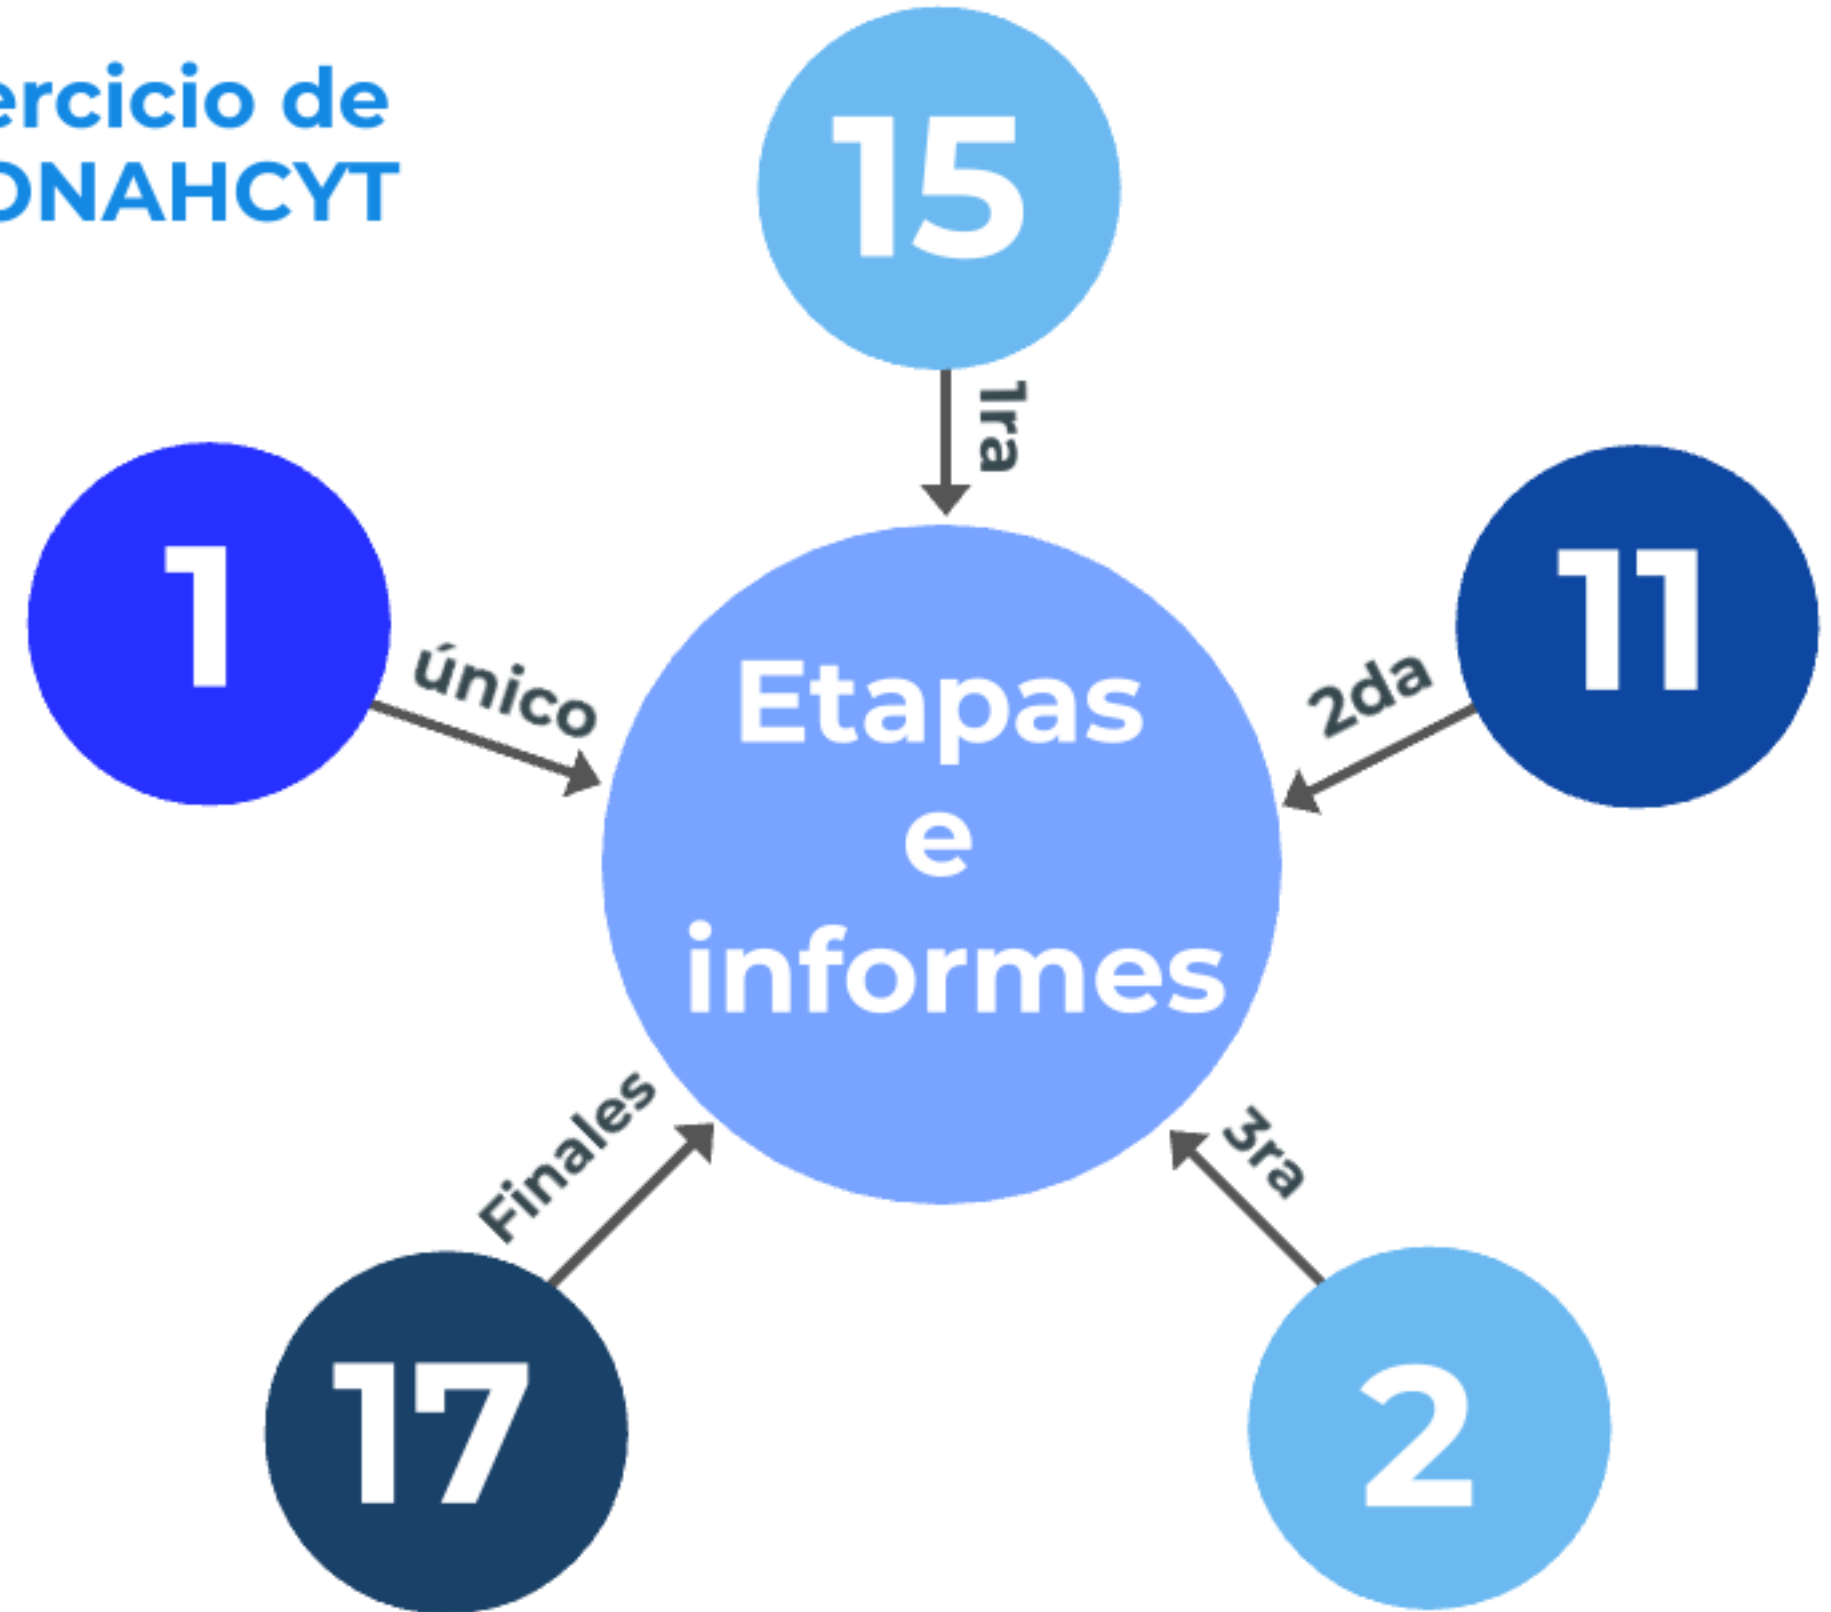 ercicio de
ONAHCYT
15
1ra
1
único
11
2da
Etapas
e
informes
Finales
3ra
17
2